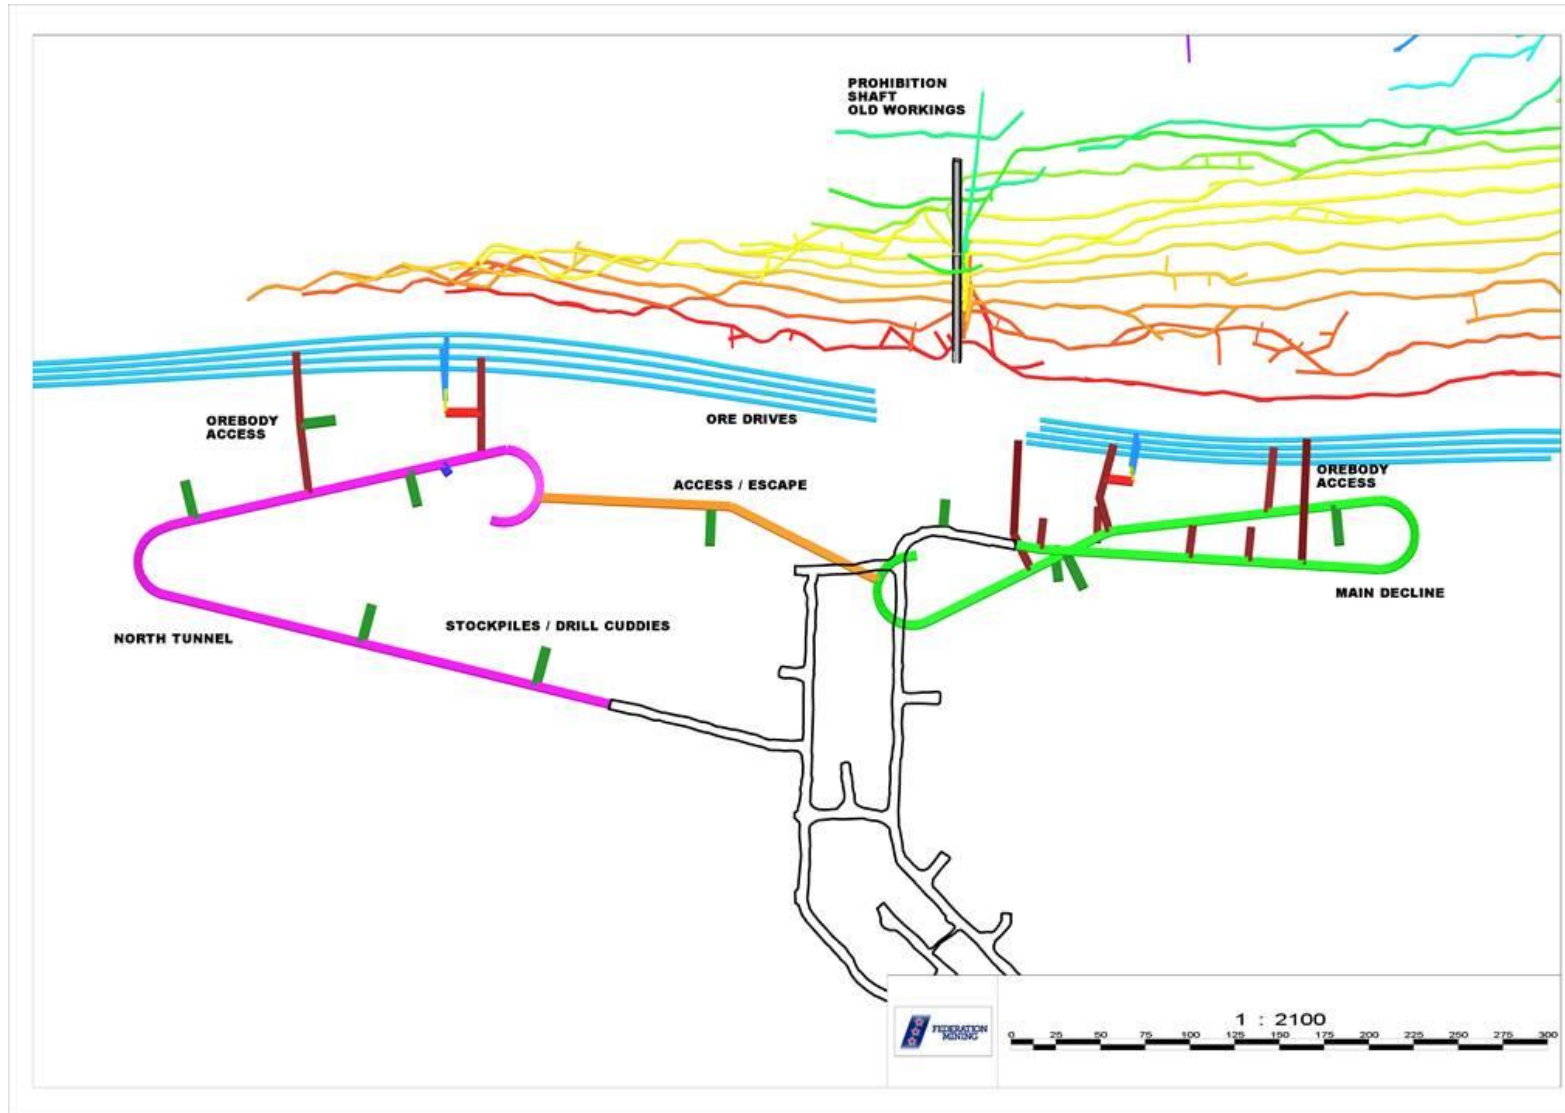 PROHIBITION
SHAFT
OLD WORKINGS
OREBODY
ACCESS
ORE DRIVES
ACCESS / ESCAPE
OREBODY
ACCESS
MAIN DECLINE
STOCKPILES / DRILL CUDDIES
NORTH TUNNEL
FEDERATION
MINING
1 : 2100
0 25 50 75 100 125 150 175 200 225 250 275 300